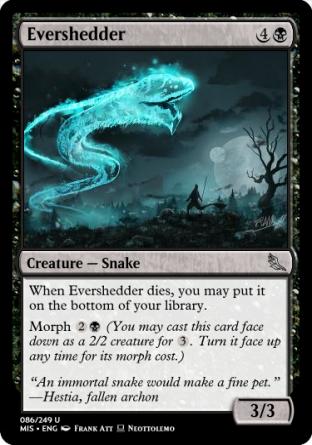 Evershedder 4
Creature — Snake
When Evershedder dies, you may put it
on the bottom of your library.
Morph 2 (You may cast this card face
down as a 2/2 creature for 3. Turn it face up
any time for its morph cost.)
“An immortal snake would make a fine pet.”
—Hestia, fallen archon
086/249 U
MIS • ENG Frank Att Neottolemo
3/3